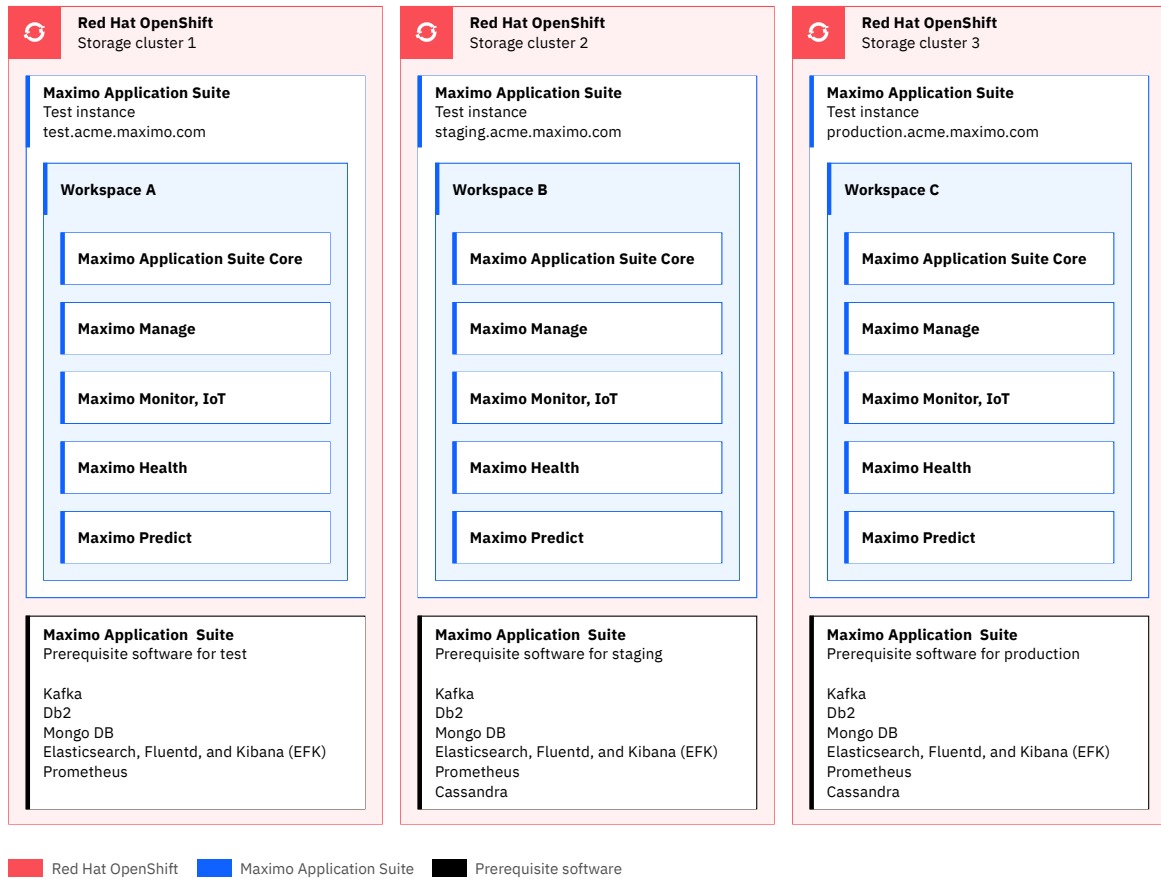 Red Hat OpenShift
Storage cluster 1
Maximo Application Suite
Test instance
test.acme.maximo.com
Workspace A
Maximo Application Suite Core
Maximo Manage
Maximo Monitor, IoT
Maximo Health
Maximo Predict
Maximo Application  Suite
Prerequisite software for test
Kafka
Db2
Mongo DB
Elasticsearch, Fluentd, and Kibana (EFK)
Prometheus
Red Hat OpenShift
Storage cluster 2
Maximo Application Suite
Test instance
staging.acme.maximo.com
Workspace B
Maximo Application Suite Core
Maximo Manage
Maximo Monitor, IoT
Maximo Health
Maximo Predict
Maximo Application  Suite
Prerequisite software for staging
Kafka
Db2
Mongo DB
Elasticsearch, Fluentd, and Kibana (EFK)
Prometheus
Cassandra
Red Hat OpenShift
Storage cluster 3
Maximo Application Suite
Test instance
production.acme.maximo.com
Workspace C
Maximo Application Suite Core
Maximo Manage
Maximo Monitor, IoT
Maximo Health
Maximo Predict
Maximo Application  Suite
Prerequisite software for production
Kafka
Db2
Mongo DB
Elasticsearch, Fluentd, and Kibana (EFK)
Prometheus
Cassandra
Red Hat OpenShift
Maximo Application Suite
Prerequisite software